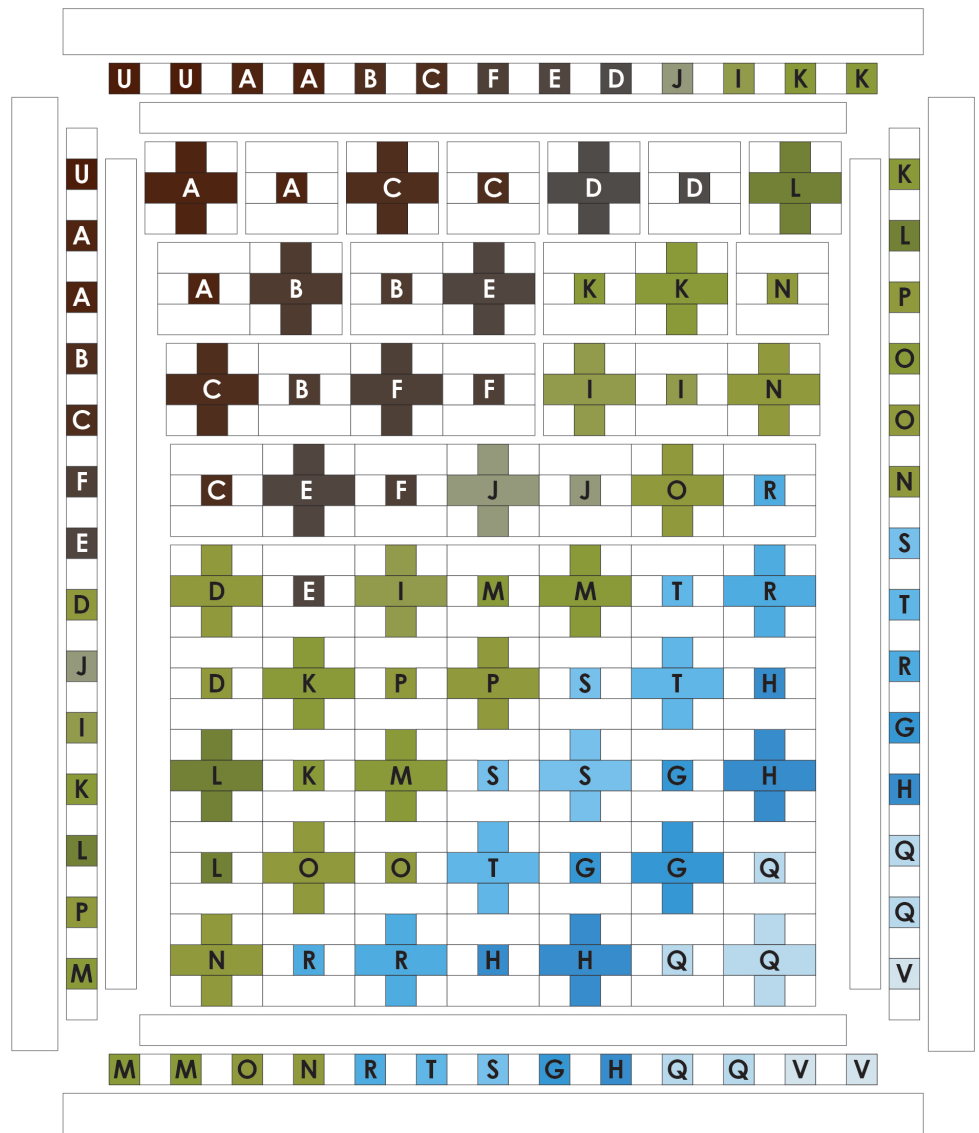 U U A A B C F E D J I K K
A A C C D D L
A B B E K K N
C B F F I I N
C E F J J O R
D E I M M T R
D K P P S T H
L K M S S G H
L O O T G G Q
N R R H H Q Q
U
A
A
B
C
F
E
D
J
I
K
L
P
M
K
L
P
O
O
N
S
T
R
G
H
Q
Q
V
M M O N R T S G H Q Q V V